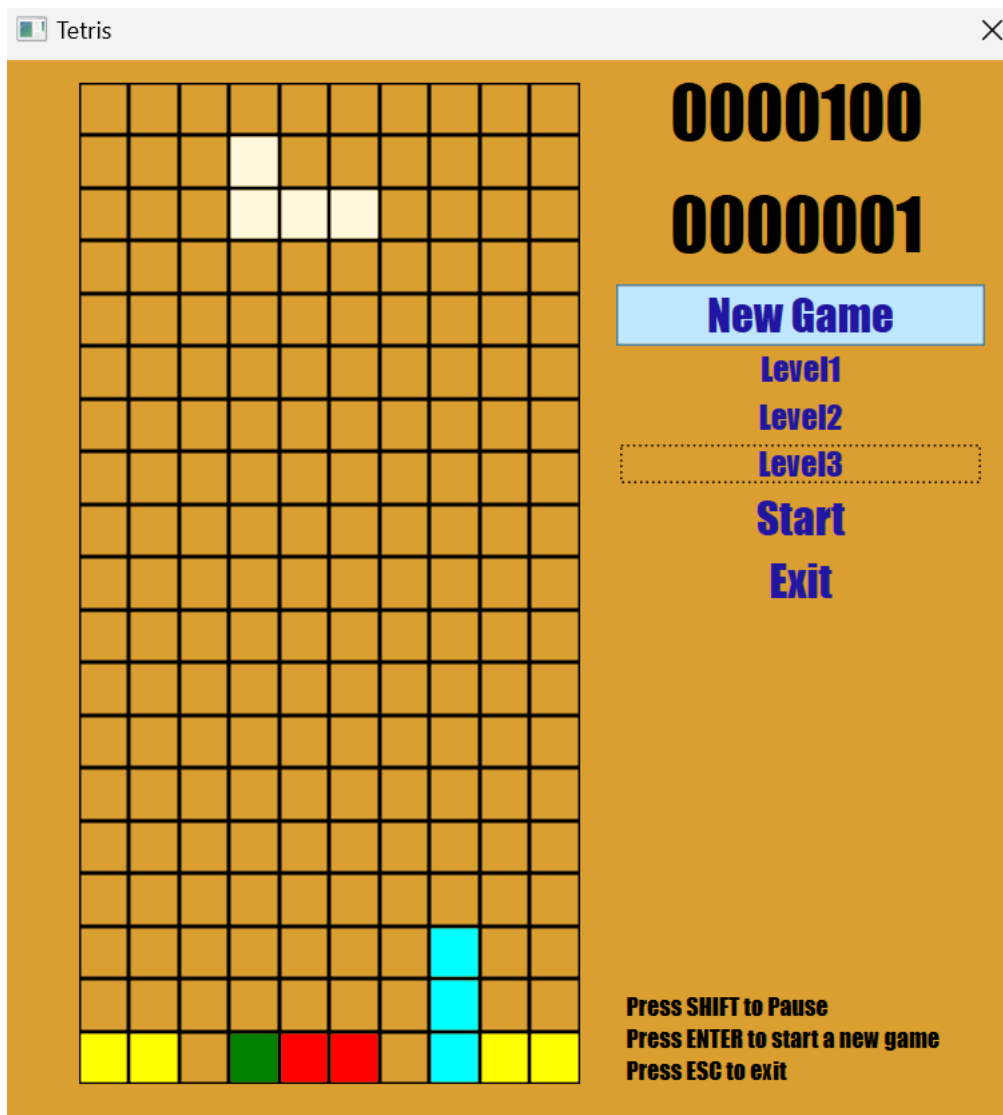 Tetris
0000100
0000001
New Game
Level1
Level2
Level3
Start
Exit
Press SHIFT to Pause
Press ENTER to start a new game
Press ESC to exit